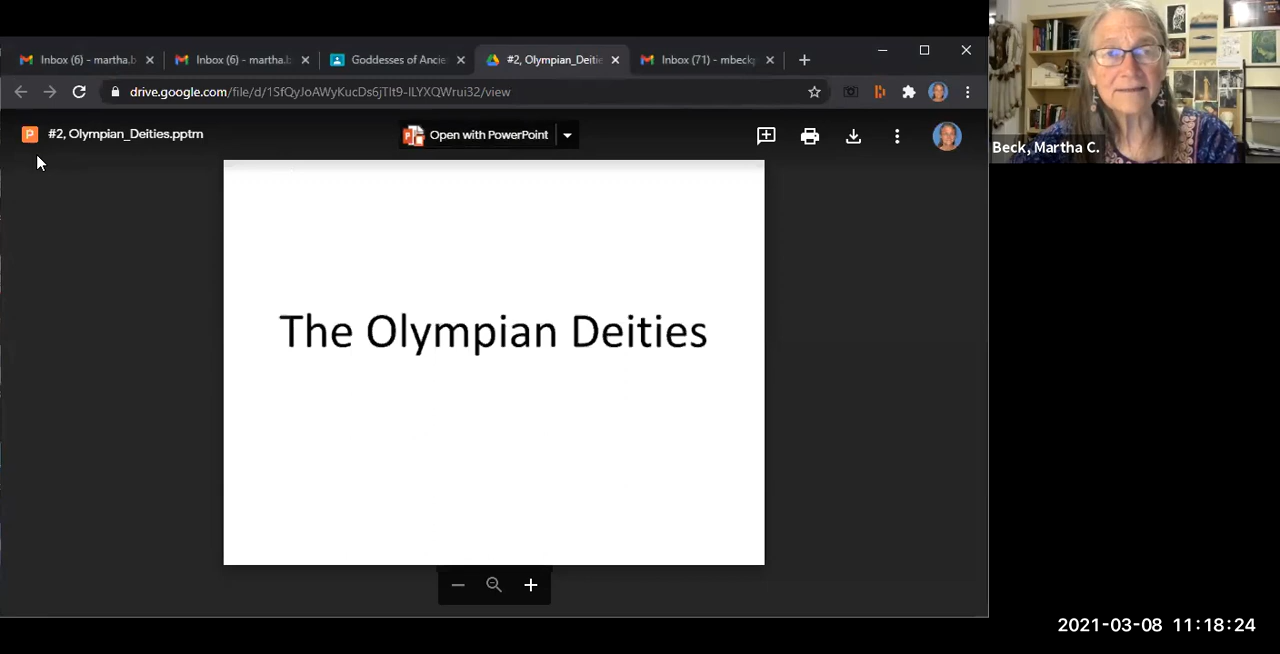 Inbox (6) - martha.b
Inbox (6) - martha.b
Goddesses of Ancie
#2, Olympian_Deitie
Inbox (71) - mbeck
drive.google.com/file/d/1SfQyJoAWyKucDs6jTlt9-ILYXQWrui32/view
#2, Olympian_Deities.pptm
Open with PowerPoint
The Olympian Deities
Beck, Martha C.
2021-03-08 11:18:24